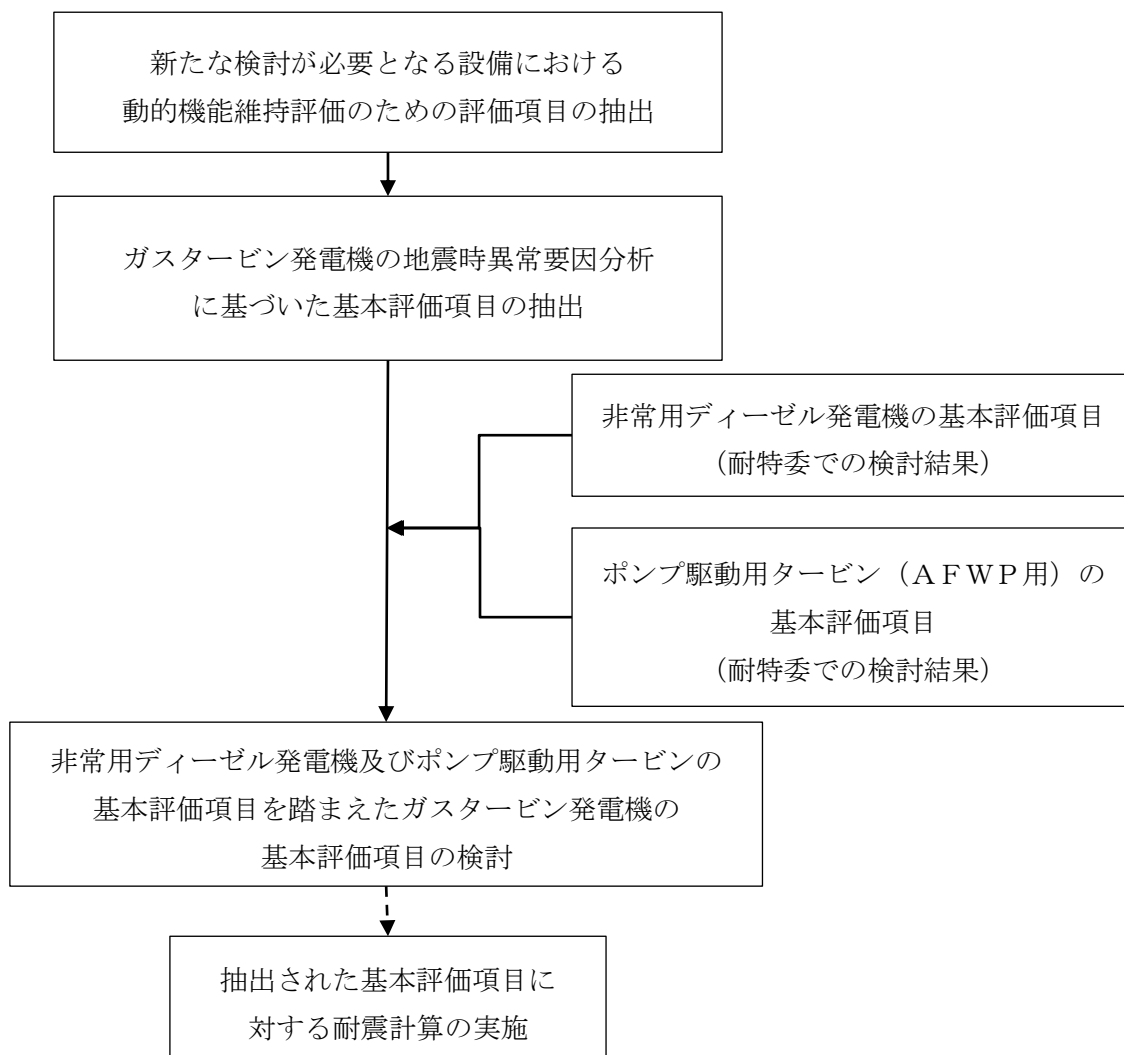 新たな検討が必要となる設備における
動的機能維持評価のための評価項目の抽出
ガスタービン発電機の地震時異常要因分析
に基づいた基本評価項目の抽出
非常用ディーゼル発電機の基本評価項目
（耐特委での検討結果）
ポンプ駆動用タービン（ＡＦＷＰ用）の
基本評価項目
（耐特委での検討結果）
非常用ディーゼル発電機及びポンプ駆動用タービンの
基本評価項目を踏まえたガスタービン発電機の
基本評価項目の検討
抽出された基本評価項目に
対する耐震計算の実施